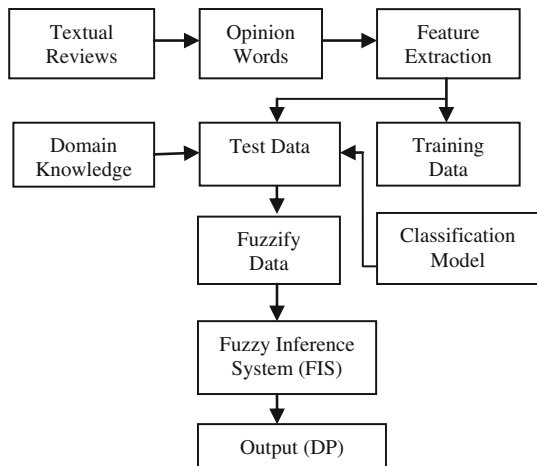 Textual
Reviews
Opinion
Words
Feature
Extraction
Domain
Knowledge
Test Data
Training
Data
Fuzzify
Data
Classification
Model
Fuzzy Inference
System (FIS)
Output (DP)